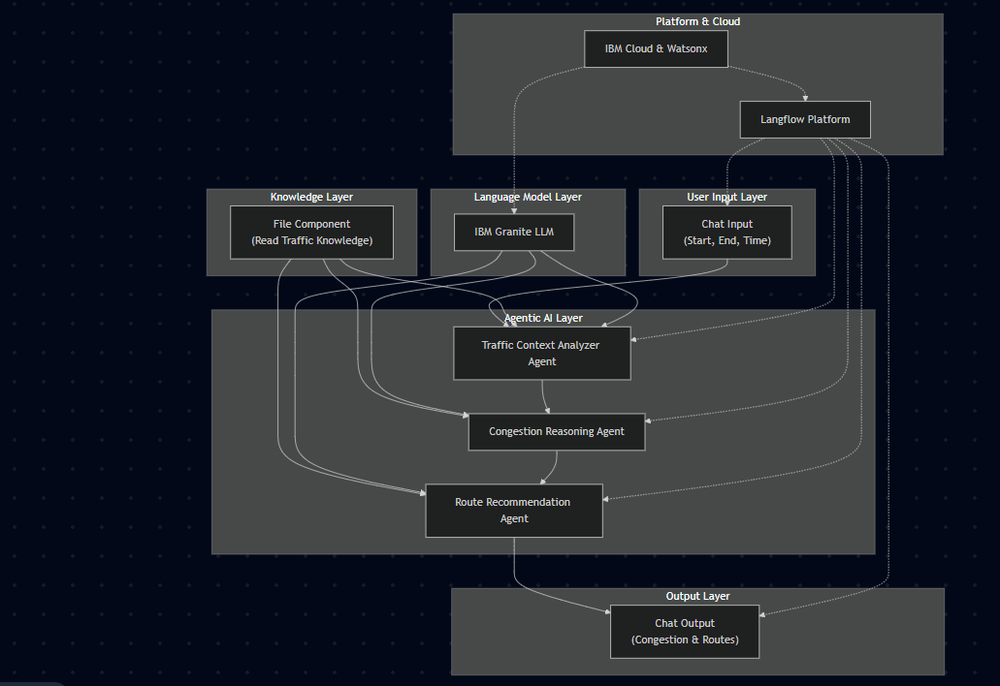 Platform & Cloud
IBM Cloud & Watsonx
Langflow Platform
Knowledge Layer
File Component
(Read Traffic Knowledge)
Language Model Layer
IBM Granite LLM
User Input Layer
Chat Input
(Start, End, Time)
Agentic AI Layer
Traffic Context Analyzer
Agent
Congestion Reasoning Agent
Route Recommendation
Agent
Output Layer
Chat Output
(Congestion & Routes)